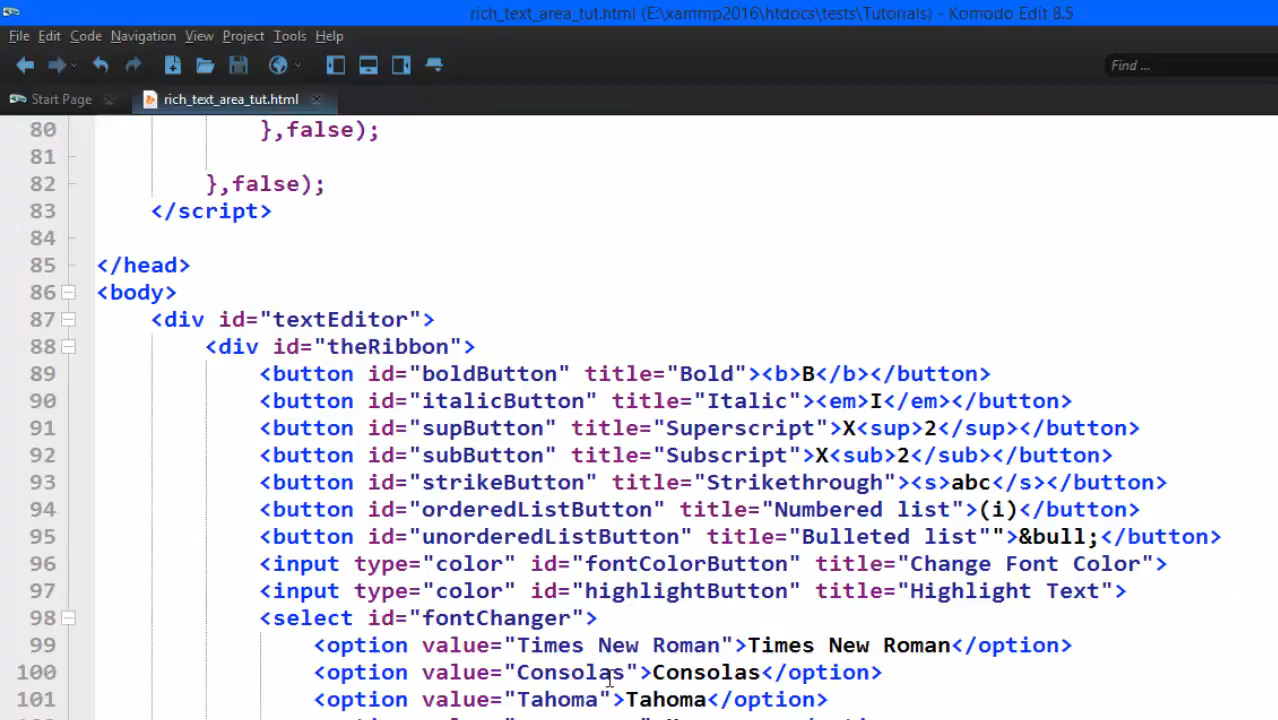 rich_text_area_tut.html (E:\xammp2016\htdocs\tests\Tutorials) - Komodo Edit 8.5
File Edit Code Navigation View Project Tools Help
Find ...
Start Page rich_text_area_tut.html
80 },false);
81
82 },false);
83 </script>
84
85 </head>
86 <body>
87 <div id="textEditor">
88 <div id="theRibbon">
89 <button id="boldButton" title="Bold"><b>B</b></button>
90 <button id="italicButton" title="Italic"><em>I</em></button>
91 <button id="supButton" title="Superscript">X<sup>2</sup></button>
92 <button id="subButton" title="Subscript">X<sub>2</sub></button>
93 <button id="strikeButton" title="Strikethrough"><s>abc</s></button>
94 <button id="orderedListButton" title="Numbered list">(i)</button>
95 <button id="unorderedListButton" title="Bulleted list"">&bull;</button>
96 <input type="color" id="fontColorButton" title="Change Font Color">
97 <input type="color" id="highlightButton" title="Highlight Text">
98 <select id="fontChanger">
99 <option value="Times New Roman">Times New Roman</option>
100 <option value="Consolas">Consolas</option>
101 <option value="Tahoma">Tahoma</option>